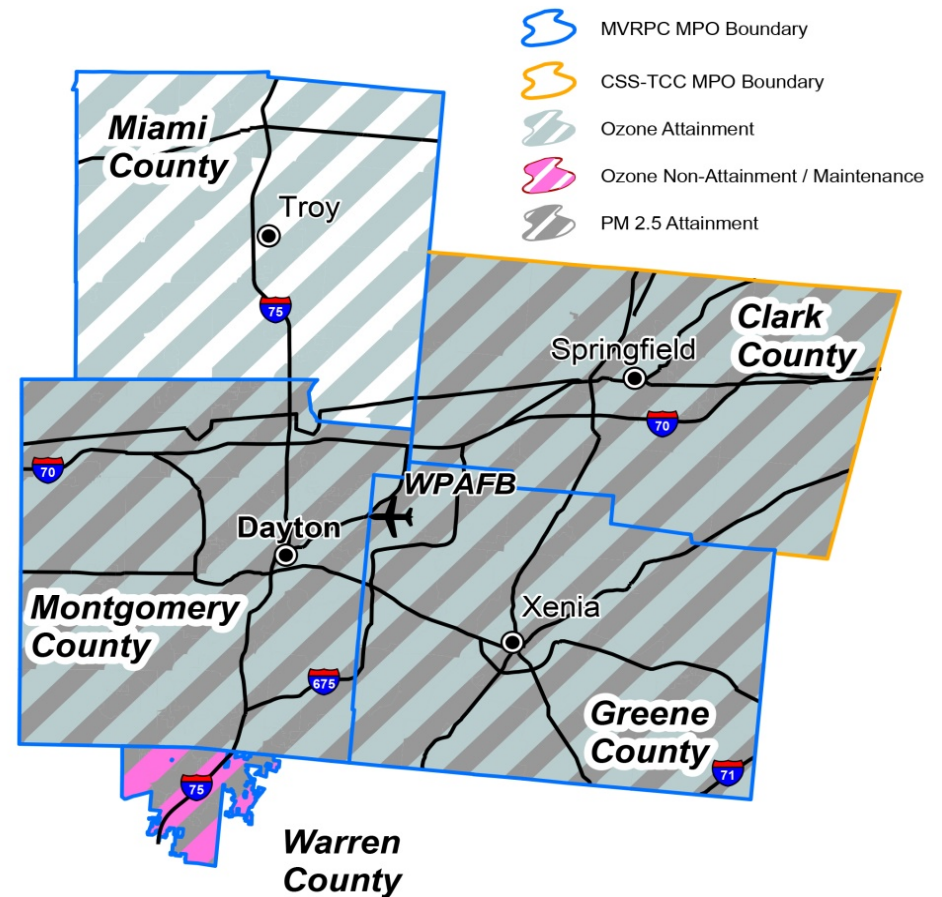 MVRPC MPO Boundary
CSS-TCC MPO Boundary
Ozone Attainment
Ozone Non-Attainment / Maintenance
PM 2.5 Attainment
Miami
County
Troy
75
Clark
County
Springfield
70
70
WPAFB
Dayton
Xenia
Montgomery
County
675
Greene
County
71
75
Warren
County